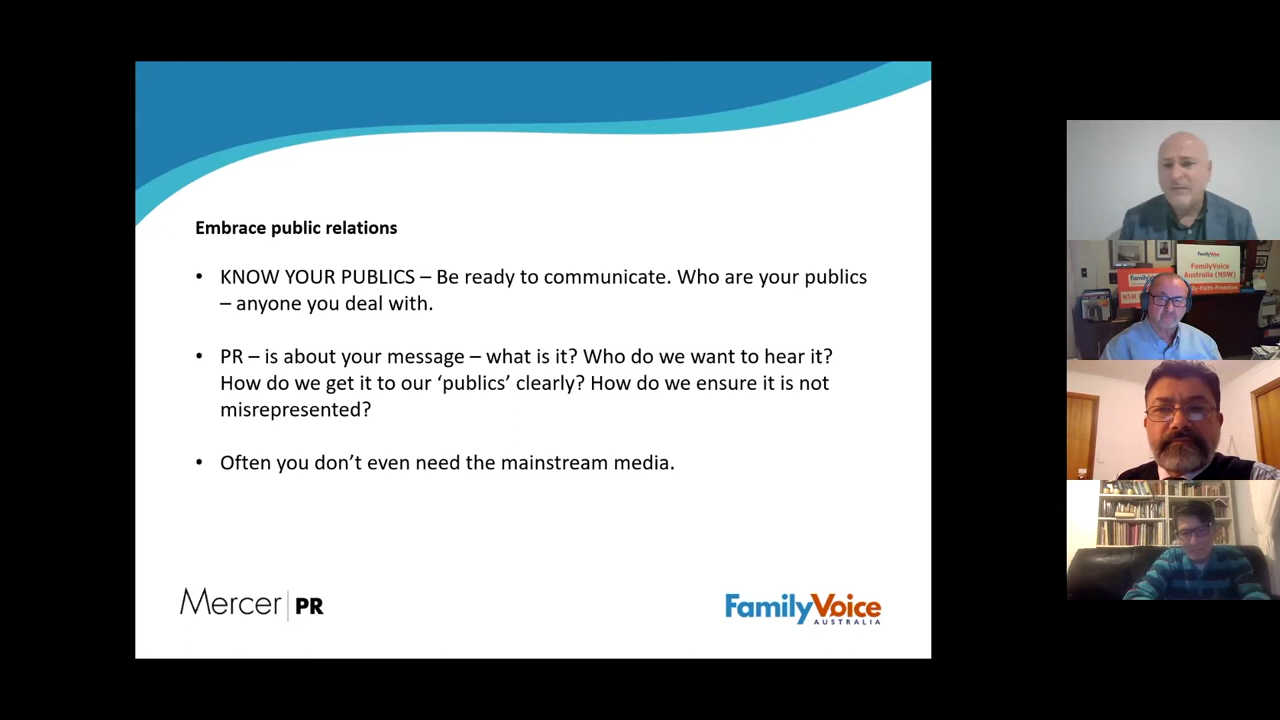 Embrace public relations
• KNOW YOUR PUBLICS – Be ready to communicate. Who are your publics
– anyone you deal with.
• PR – is about your message – what is it? Who do we want to hear it?
How do we get it to our ‘publics’ clearly? How do we ensure it is not
misrepresented?
• Often you don’t even need the mainstream media.
Mercer PR
FamilyVoice
AUSTRALIA
FamilyVoice
FamilyVoice
Australia (NSW)